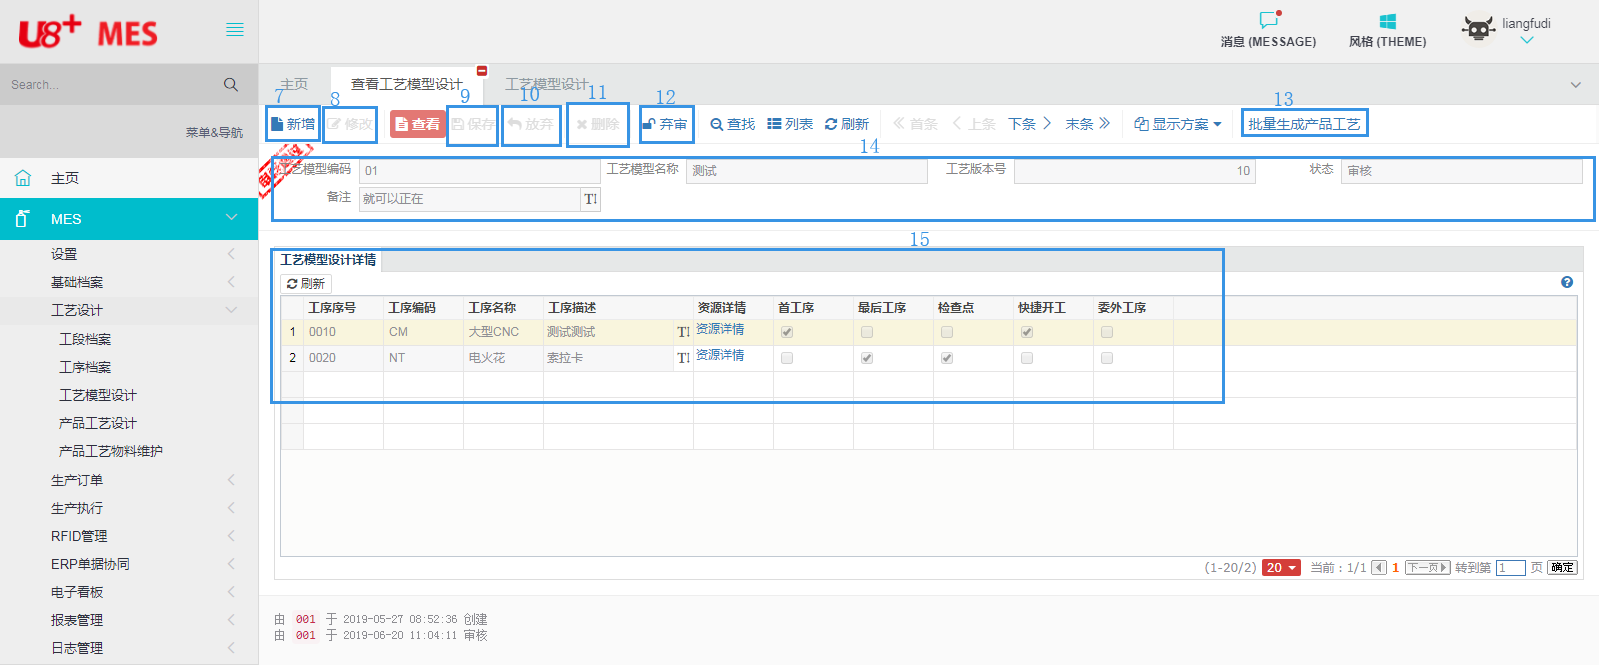 U8+ MES
消息 (MESSAGE)
风格 (THEME)
liangfudi
Search...
菜单&导航
主页
MES
设置
基础档案
工艺设计
工段档案
工序档案
工艺模型设计
产品工艺设计
产品工艺物料维护
生产订单
生产执行
RFID管理
ERP单据协同
电子看板
报表管理
日志管理
主页 查看工艺模型设计 工艺模型设计
7 8 9 10 11 12 13
新增 修改 查看 保存 放弃 删除 弃审 查找 列表 刷新 首条 上条 下条 末条 显示方案 批量生产产品工艺
14
工艺模型编码 01 工艺模型名称 测试 工艺版本号 10 状态 审核
备注 就可以正在 T!
15
工艺模型设计详情
刷新
工序序号 工序编码 工序名称 工序描述 资源详情 首工序 最后工序 检查点 快捷开工 委外工序
1 0010 CM 大型CNC 测试测试 T! 资源详情
2 0020 NT 电火花 索拉卡 T! 资源详情
(1-20/2) 20 当前：1/1 1 下一页 转到第 1 页 确定
由 001 于 2019-05-27 08:52:36 创建
由 001 于 2019-06-20 11:04:11 审核